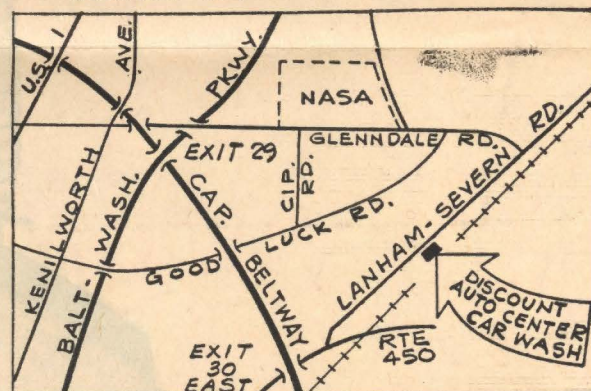 U.S. 1
AVE.
PKWY.
NASA
KENILWORTH
EXIT 29
GLENNDALE RD.
CIP. RD.
BALT- WASH.
CAP. BELTWAY
GOOD LUCK RD.
LANHAM-SEVERN RD.
RTE
450
EXIT
30
EAST
DISCOUNT
AUTO CENTER
CAR WASH